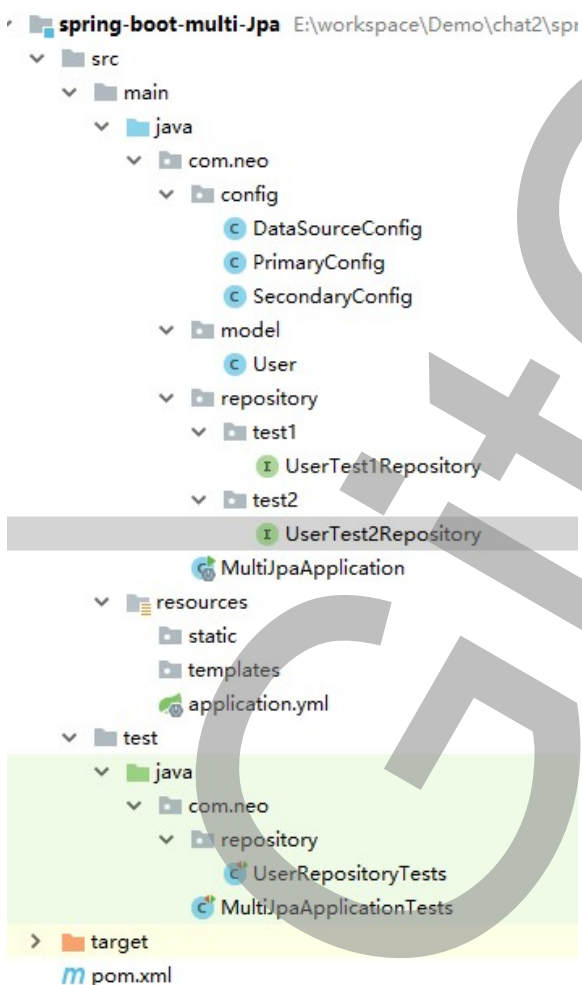 spring-boot-multi-Jpa E:\workspace\Demo\chat2\spr
src
main
java
com.neo
config
C DataSourceConfig
C PrimaryConfig
C SecondaryConfig
model
C User
repository
test1
I UserTest1Repository
test2
I UserTest2Repository
MultiJpaApplication
resources
static
templates
application.yml
test
java
com.neo
repository
C UserRepositoryTests
C MultiJpaApplicationTests
target
m pom.xml